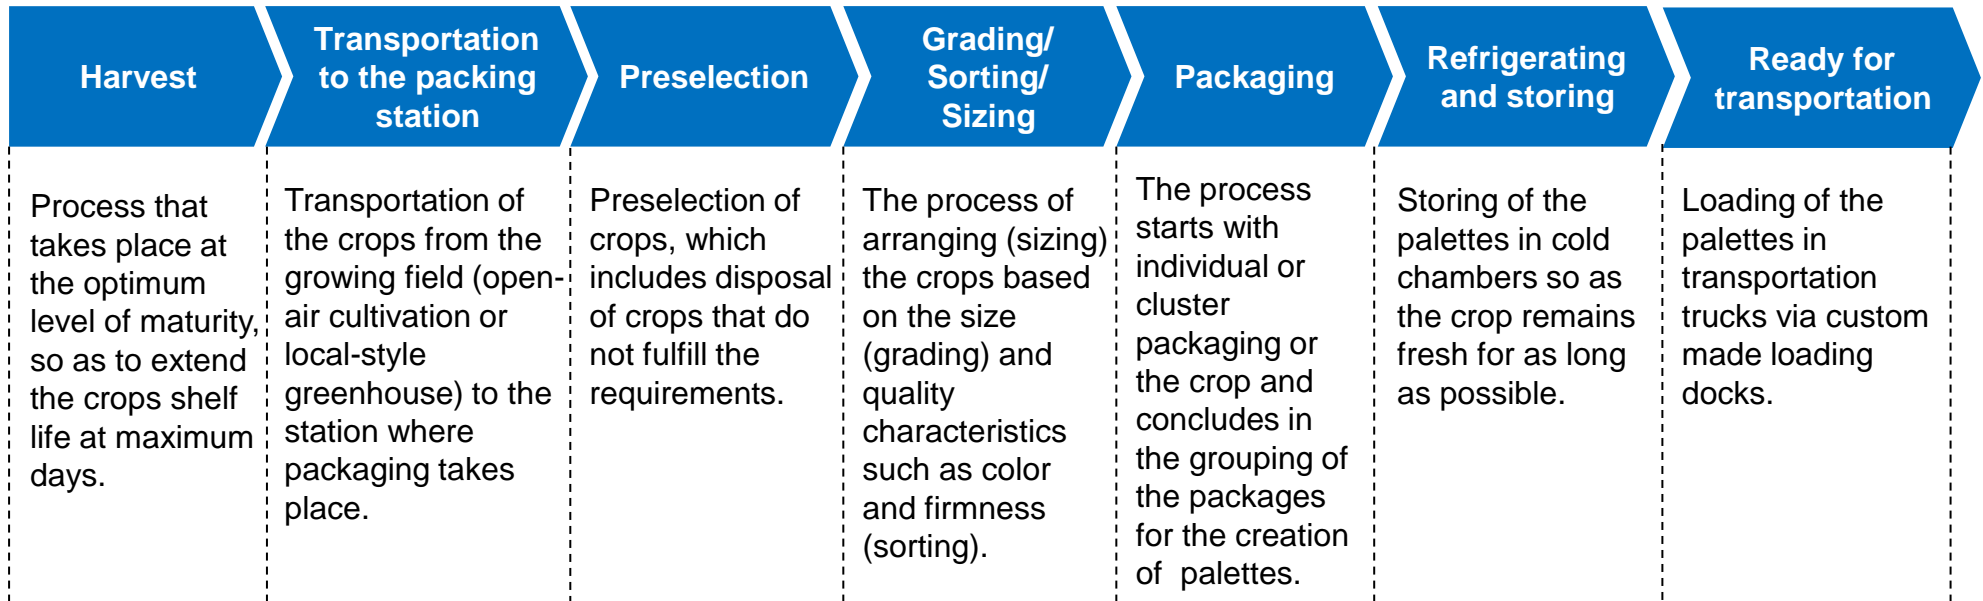 Harvest
Transportation
to the packing
station
Preselection
Grading/
Sorting/
Sizing
Packaging
Refrigerating
and storing
Ready for
transportation
Process that
takes place at
the optimum
level of maturity,
so as to extend
the crops shelf
life at maximum
days.
Transportation of
the crops from the
growing field (open-
air cultivation or
local-style
greenhouse) to the
station where
packaging takes
place.
Preselection of
crops, which
includes disposal
of crops that do
not fulfill the
requirements.
The process of
arranging (sizing)
the crops based
on the size
(grading) and
quality
characteristics
such as color
and firmness
(sorting).
The process
starts with
individual or
cluster
packaging or
the crop and
concludes in
the grouping of
the packages
for the creation
of palettes.
Storing of the
palettes in cold
chambers so as
the crop remains
fresh for as long
as possible.
Loading of the
palettes in
transportation
trucks via custom
made loading
docks.